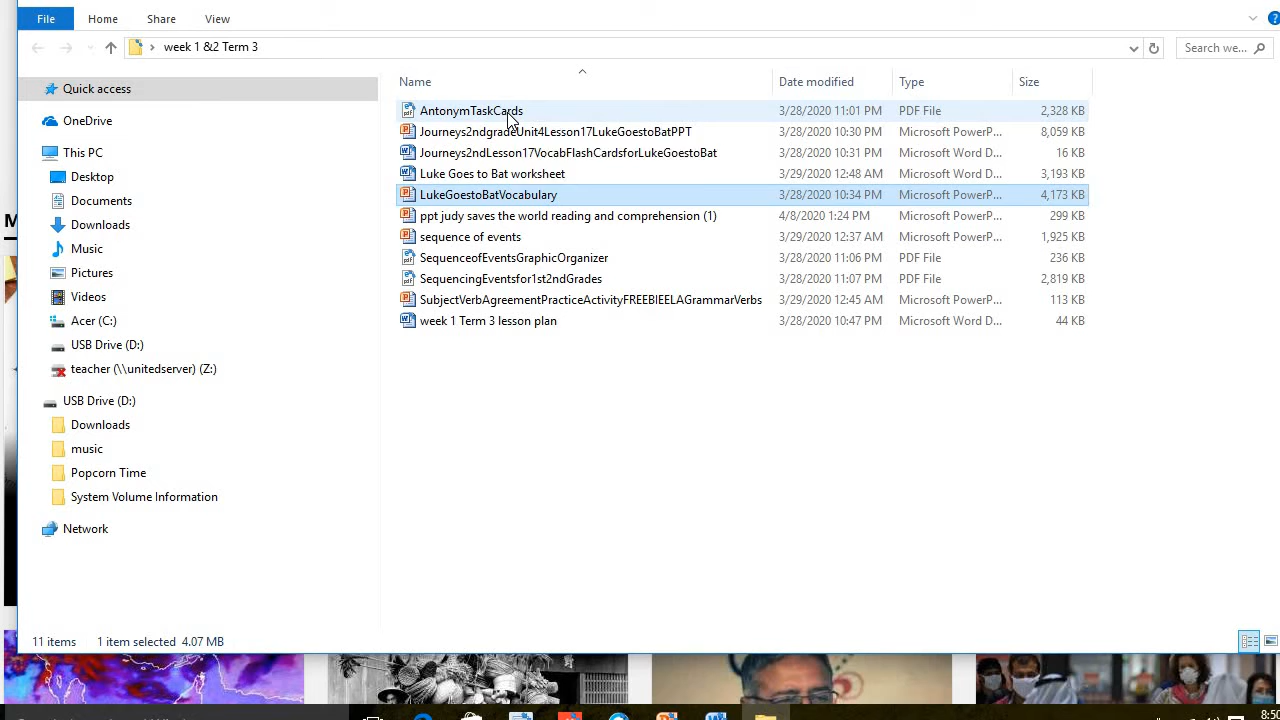 File Home Share View
week 1 &2 Term 3 Search we...
Name Date modified Type Size
Quick access
OneDrive
This PC
Desktop
Documents
Downloads
Music
Pictures
Videos
Acer (C:)
USB Drive (D:)
teacher (\\unitedserver) (Z:)
USB Drive (D:)
Downloads
music
Popcorn Time
System Volume Information
Network
AntonymTaskCards 3/28/2020 11:01 PM PDF File 2,328 KB
Journeys2ndgradeUnit4Lesson17LukeGoestoBatPPT 3/28/2020 10:30 PM Microsoft PowerP... 8,059 KB
Journeys2ndLesson17VocabFlashCardsforLukeGoestoBat 3/28/2020 10:31 PM Microsoft Word D... 16 KB
Luke Goes to Bat worksheet 3/29/2020 12:48 AM Microsoft Word D... 3,193 KB
LukeGoestoBatVocabulary 3/28/2020 10:34 PM Microsoft PowerP... 4,173 KB
ppt judy saves the world reading and comprehension (1) 4/8/2020 1:24 PM Microsoft PowerP... 299 KB
sequence of events 3/29/2020 12:37 AM Microsoft PowerP... 1,925 KB
SequenceofEventsGraphicOrganizer 3/28/2020 11:06 PM PDF File 236 KB
SequencingEventsfor1st2ndGrades 3/28/2020 11:07 PM PDF File 2,819 KB
SubjectVerbAgreementPracticeActivityFREEBIEELAGrammarVerbs 3/29/2020 12:45 AM Microsoft PowerP... 113 KB
week 1 Term 3 lesson plan 3/28/2020 10:47 PM Microsoft Word D... 44 KB
11 items 1 item selected 4.07 MB